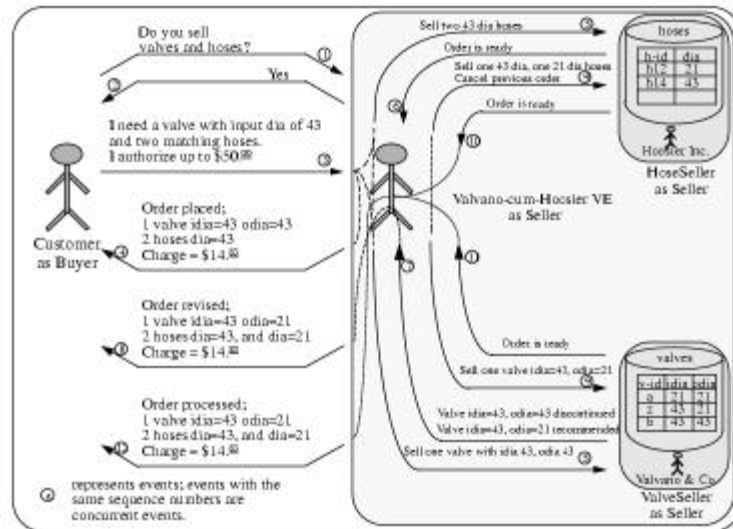 Do you sell
valves and hoses?
Yes
I need a valve with input dia of 43
and two matching hoses.
I authorize up to $50.
Order placed;
1 valve idia=43 odia=43
2 hoses dia=43
Charge = $14.
Customer
as Buyer
Order revised;
1 valve idia=43 odia=21
2 hoses dia=43, and dia=21
Charge = $14.
Order processed;
1 valve idia=43 odia=21
2 hoses dia=43, and dia=21
Charge = $14.
represents events; events with the
same sequence numbers are
concurrent events.
Sell two 43 dia hoses
Order is ready
Sell one 43 dia, one 21 dia hoses
Cancel previous order
Order is ready
Valvano-cum-Hoosier VE
as Seller
Order is ready
Sell one valve idia=43, odia=21
Valve idia=43, odia=43 discontinued
Valve idia=43, odia=21 recommended
Sell one valve with idia 43, odia 43
hoses
h-id dia
h12 21
h14 43
Hoosier Inc.
HoseSeller
as Seller
valves
v-id idia odia
a 21 21
z 43 21
b 43 43
Valvano & Co
ValveSeller
as Seller